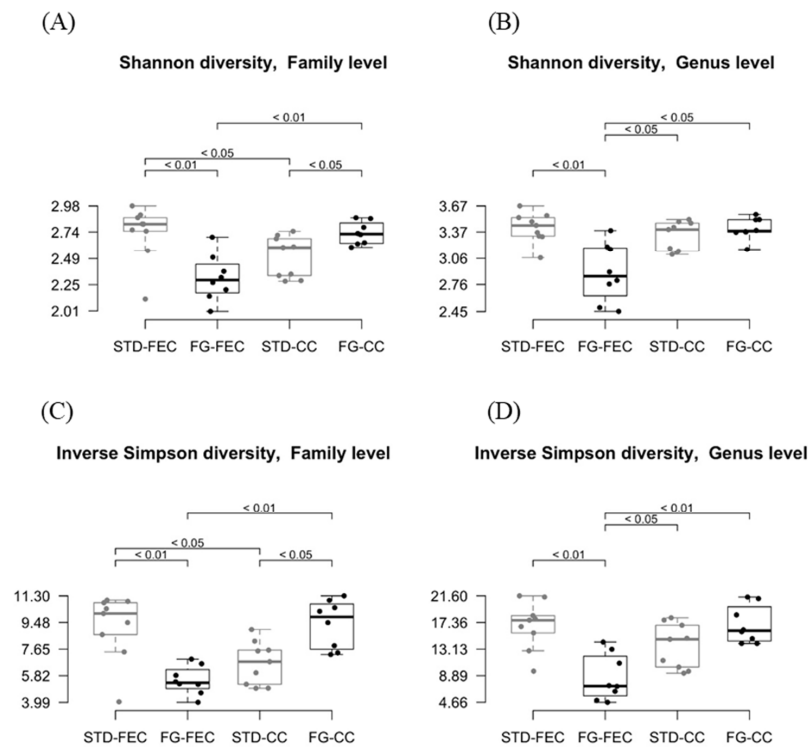 (A)
Shannon diversity, Family level
< 0.01
< 0.05
< 0.01
< 0.05
2.98
2.74
2.49
2.25
2.01
STD-FEC FG-FEC STD-CC FG-CC
(B)
Shannon diversity, Genus level
< 0.05
< 0.05
< 0.01
3.67
3.37
3.06
2.76
2.45
STD-FEC FG-FEC STD-CC FG-CC
(C)
Inverse Simpson diversity, Family level
< 0.01
< 0.05
< 0.01
< 0.05
11.30
9.48
7.65
5.82
3.99
STD-FEC FG-FEC STD-CC FG-CC
(D)
Inverse Simpson diversity, Genus level
< 0.01
< 0.05
< 0.01
21.60
17.36
13.13
8.89
4.66
STD-FEC FG-FEC STD-CC FG-CC